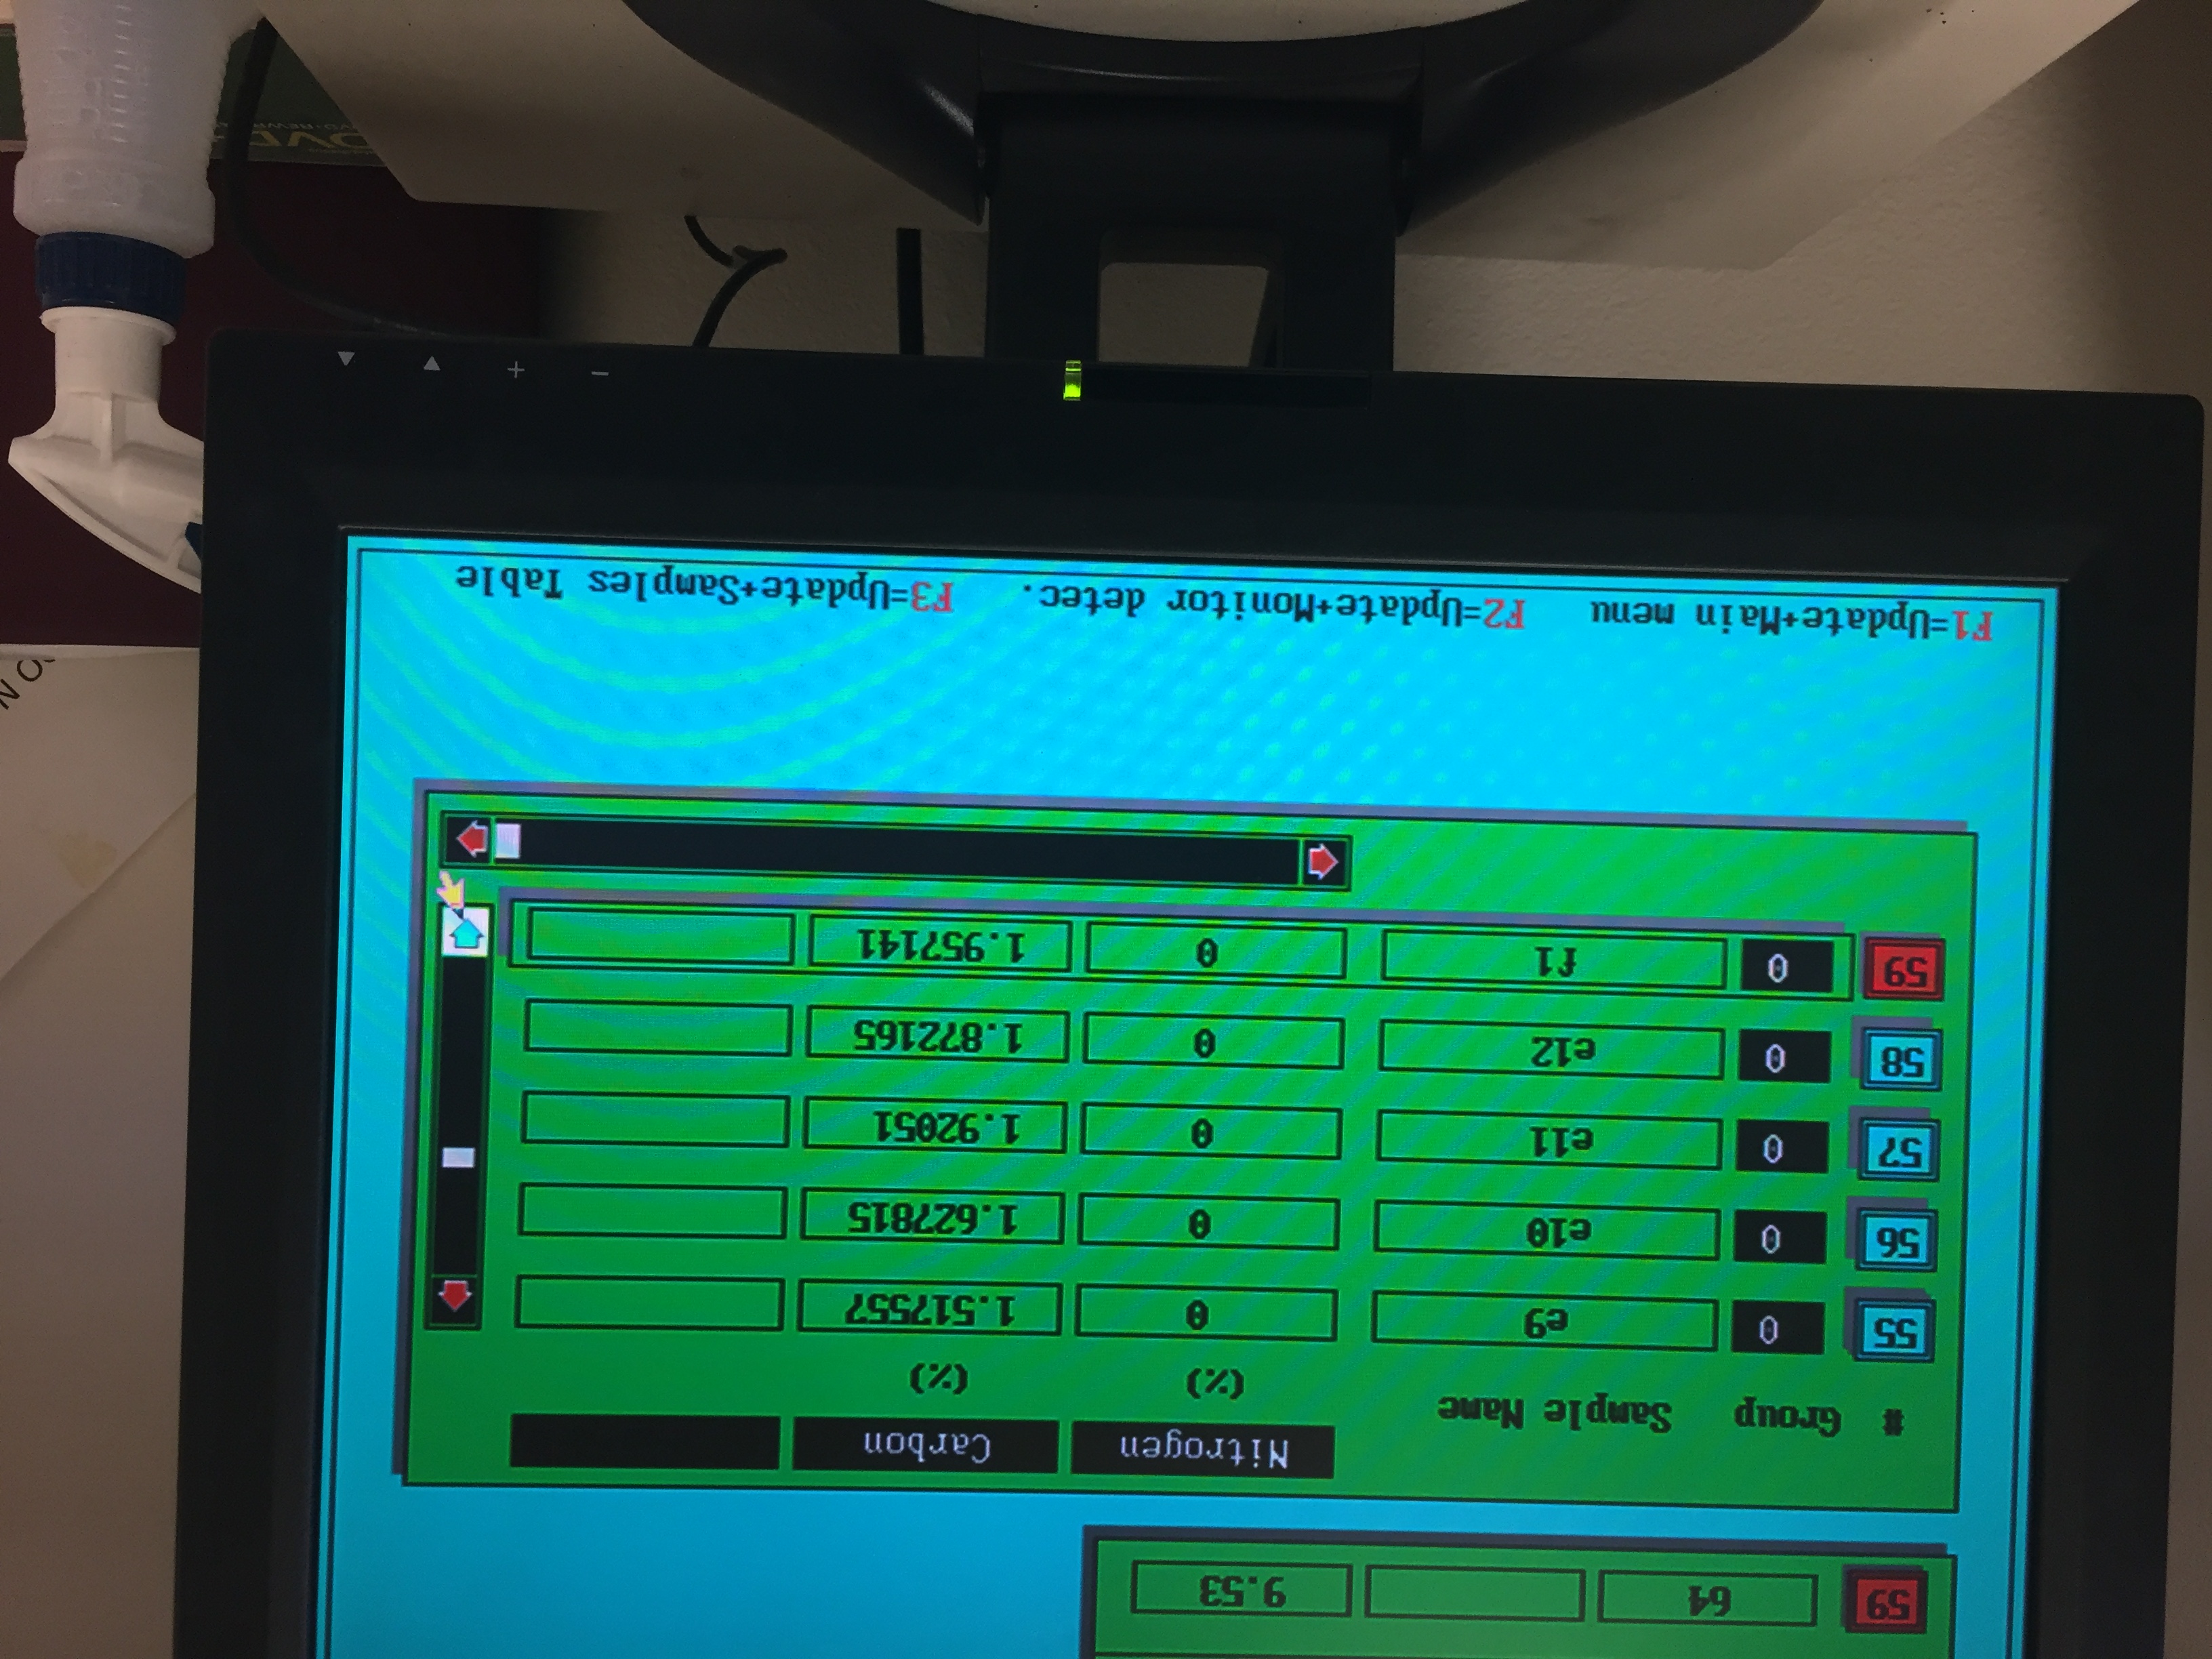 59 64 9.53
Nitrogen Carbon
# Group Sample Name (%) (%)
55 0 e9 0 1.517557
56 0 e10 0 1.627815
57 0 e11 0 1.92051
58 0 e12 0 1.872165
59 0 f1 0 1.957141
F1=Update+Main menu F2=Update+Monitor detec. F3=Update+Samples Table
- + ▼ ▲